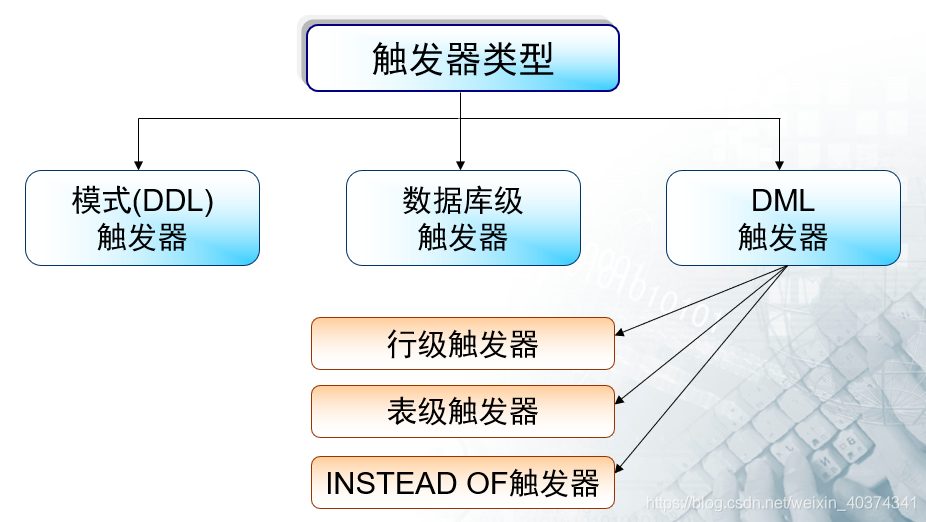 触发器类型
模式(DDL)
触发器
数据库级
触发器
DML
触发器
行级触发器
表级触发器
INSTEAD OF触发器
https://blog.csdn.net/weixin_40374341